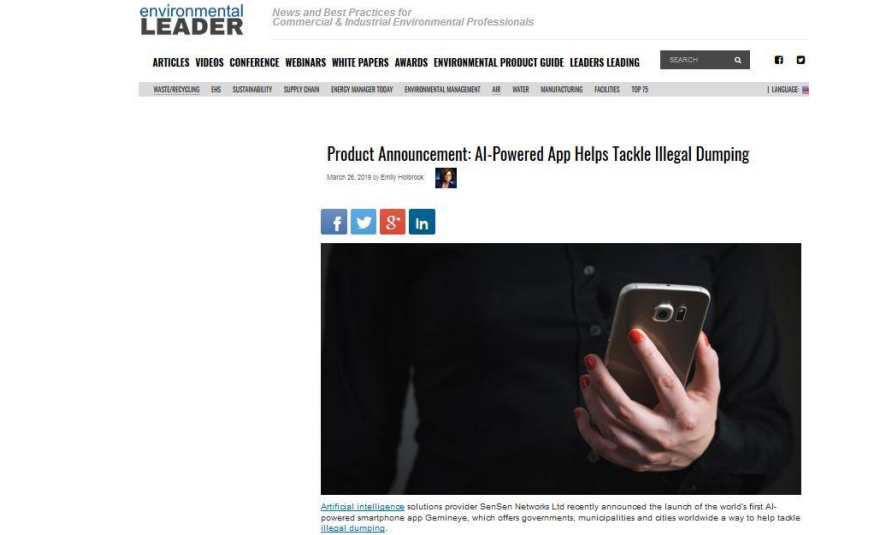 environmental
LEADER
News and Best Practices for
Commercial & Industrial Environmental Professionals
ARTICLES VIDEOS CONFERENCE WEBINARS WHITE PAPERS AWARDS ENVIRONMENTAL PRODUCT GUIDE LEADERS LEADING
SEARCH
WASTE/RECYCLING EHS SUSTAINABILITY SUPPLY CHAIN ENERGY MANAGER TODAY ENVIRONMENTAL MANAGEMENT AIR WATER MANUFACTURING FACILITIES TOP 75 | LANGUAGE:
Product Announcement: AI-Powered App Helps Tackle Illegal Dumping
March 26, 2019 by Emily Holbrook
f
g+
in
Artificial intelligence solutions provider SenSen Networks Ltd recently announced the launch of the world's first AI-
powered smartphone app Gemineye, which offers governments, municipalities and cities worldwide a way to help tackle
illegal dumping.